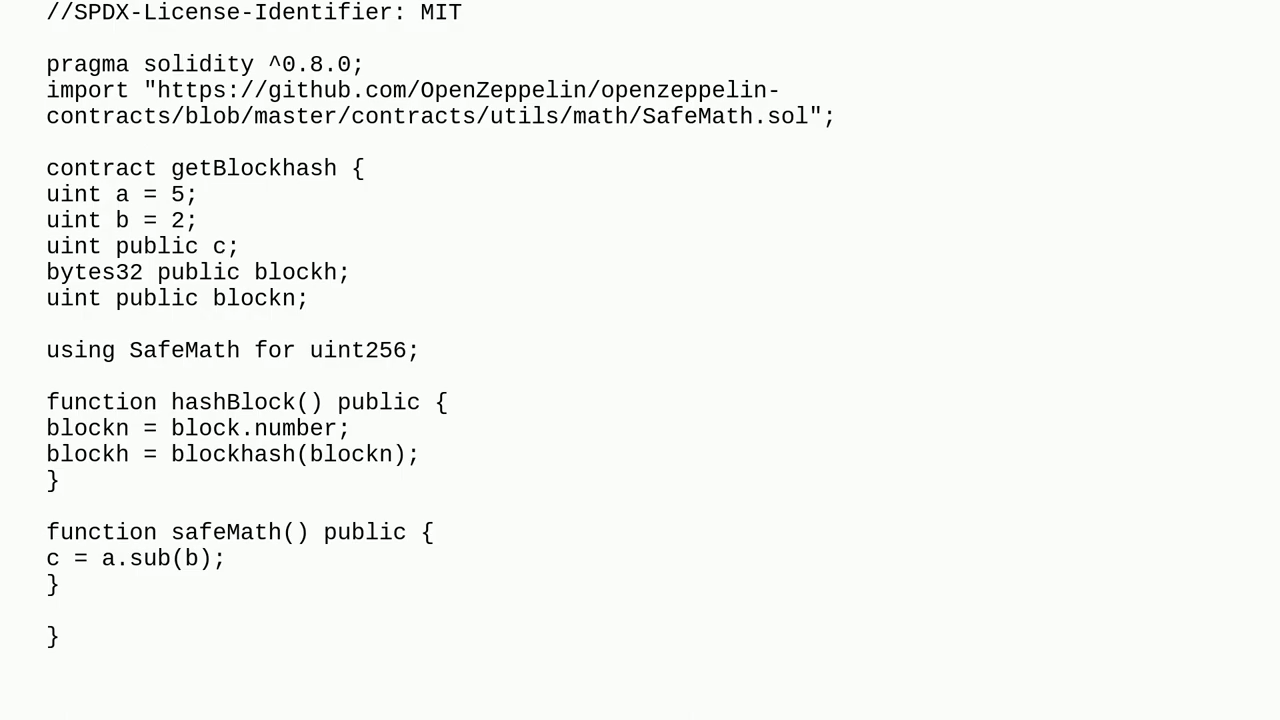 //SPDX-License-Identifier: MIT
pragma solidity ^0.8.0;
import "https://github.com/OpenZeppelin/openzeppelin-
contracts/blob/master/contracts/utils/math/SafeMath.sol";
contract getBlockhash {
uint a = 5;
uint b = 2;
uint public c;
bytes32 public blockh;
uint public blockn;
using SafeMath for uint256;
function hashBlock() public {
blockn = block.number;
blockh = blockhash(blockn);
}
function safeMath() public {
c = a.sub(b);
}
}